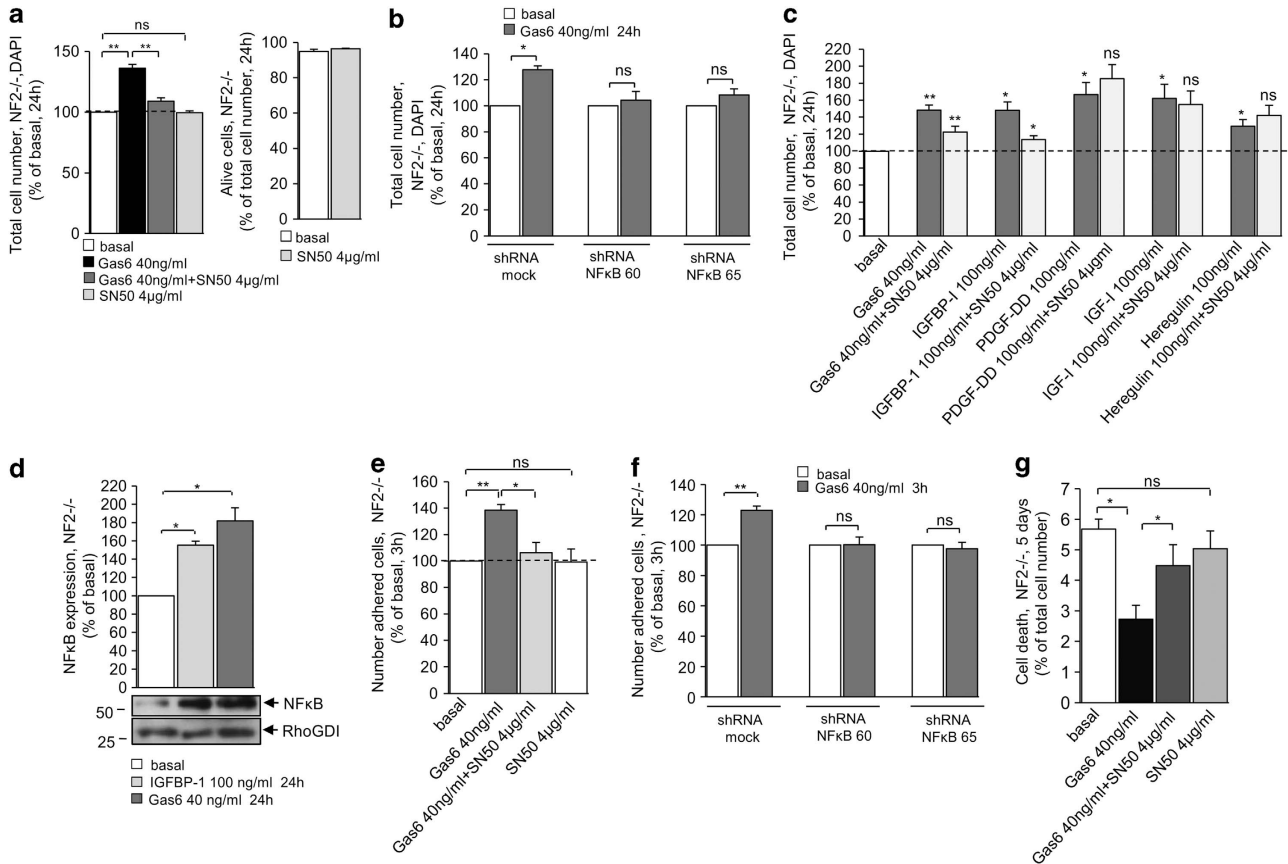 a
Total cell number, NF2-/-,DAPI
(% of basal, 24h)
150
100
50
0
ns
**
**
basal
Gas6 40ng/ml
Gas6 40ng/ml+SN50 4µg/ml
SN50 4µg/ml
Alive cells, NF2-/-
(% of total cell number, 24h)
100
80
60
40
20
0
basal
SN50 4µg/ml
b
basal
Gas6 40ng/ml 24h
Total cell number,
NF2-/-, DAPI
(% of basal, 24h)
140
120
100
80
60
40
20
0
*
ns
ns
shRNA
mock
shRNA
NFκB 60
shRNA
NFκB 65
c
Total cell number, NF2-/-, DAPI
(% of basal, 24h)
220
200
180
160
140
120
100
80
60
40
20
0
**
**
*
*
*
ns
*
ns
*
ns
basal
Gas6 40ng/ml
Gas6 40ng/ml+SN50 4µg/ml
IGFBP-I 100ng/ml
IGFBP-1 100ng/ml+SN50 4µg/ml
PDGF-DD 100ng/ml
PDGF-DD 100ng/ml+SN50 4µgml
IGF-I 100ng/ml
IGF-I 100ng/ml+SN50 4µg/ml
Heregulin 100ng/ml
Heregulin 100ng/ml+SN50 4µg/ml
d
NFκB expression, NF2-/-
(% of basal)
220
200
180
160
140
120
100
80
60
40
20
0
*
*
50
NFκB
25
RhoGDI
basal
IGFBP-1 100 ng/ml 24h
Gas6 40 ng/ml 24h
e
Number adhered cells, NF2-/-
(% of basal, 3h)
160
140
120
100
80
60
40
20
0
ns
**
*
basal
Gas6 40ng/ml
Gas6 40ng/ml+SN50 4µg/ml
SN50 4µg/ml
f
basal
Gas6 40ng/ml 3h
Number adhered cells , NF2-/-
(% of basal, 3h)
140
120
100
80
60
40
20
0
**
ns
ns
shRNA
mock
shRNA
NFκB 60
shRNA
NFκB 65
g
Cell death, NF2-/-, 5 days
(% of total cell number)
7
6
5
4
3
2
1
0
ns
*
*
basal
Gas6 40ng/ml
Gas6 40ng/ml+SN50 4µg/ml
SN50 4µg/ml